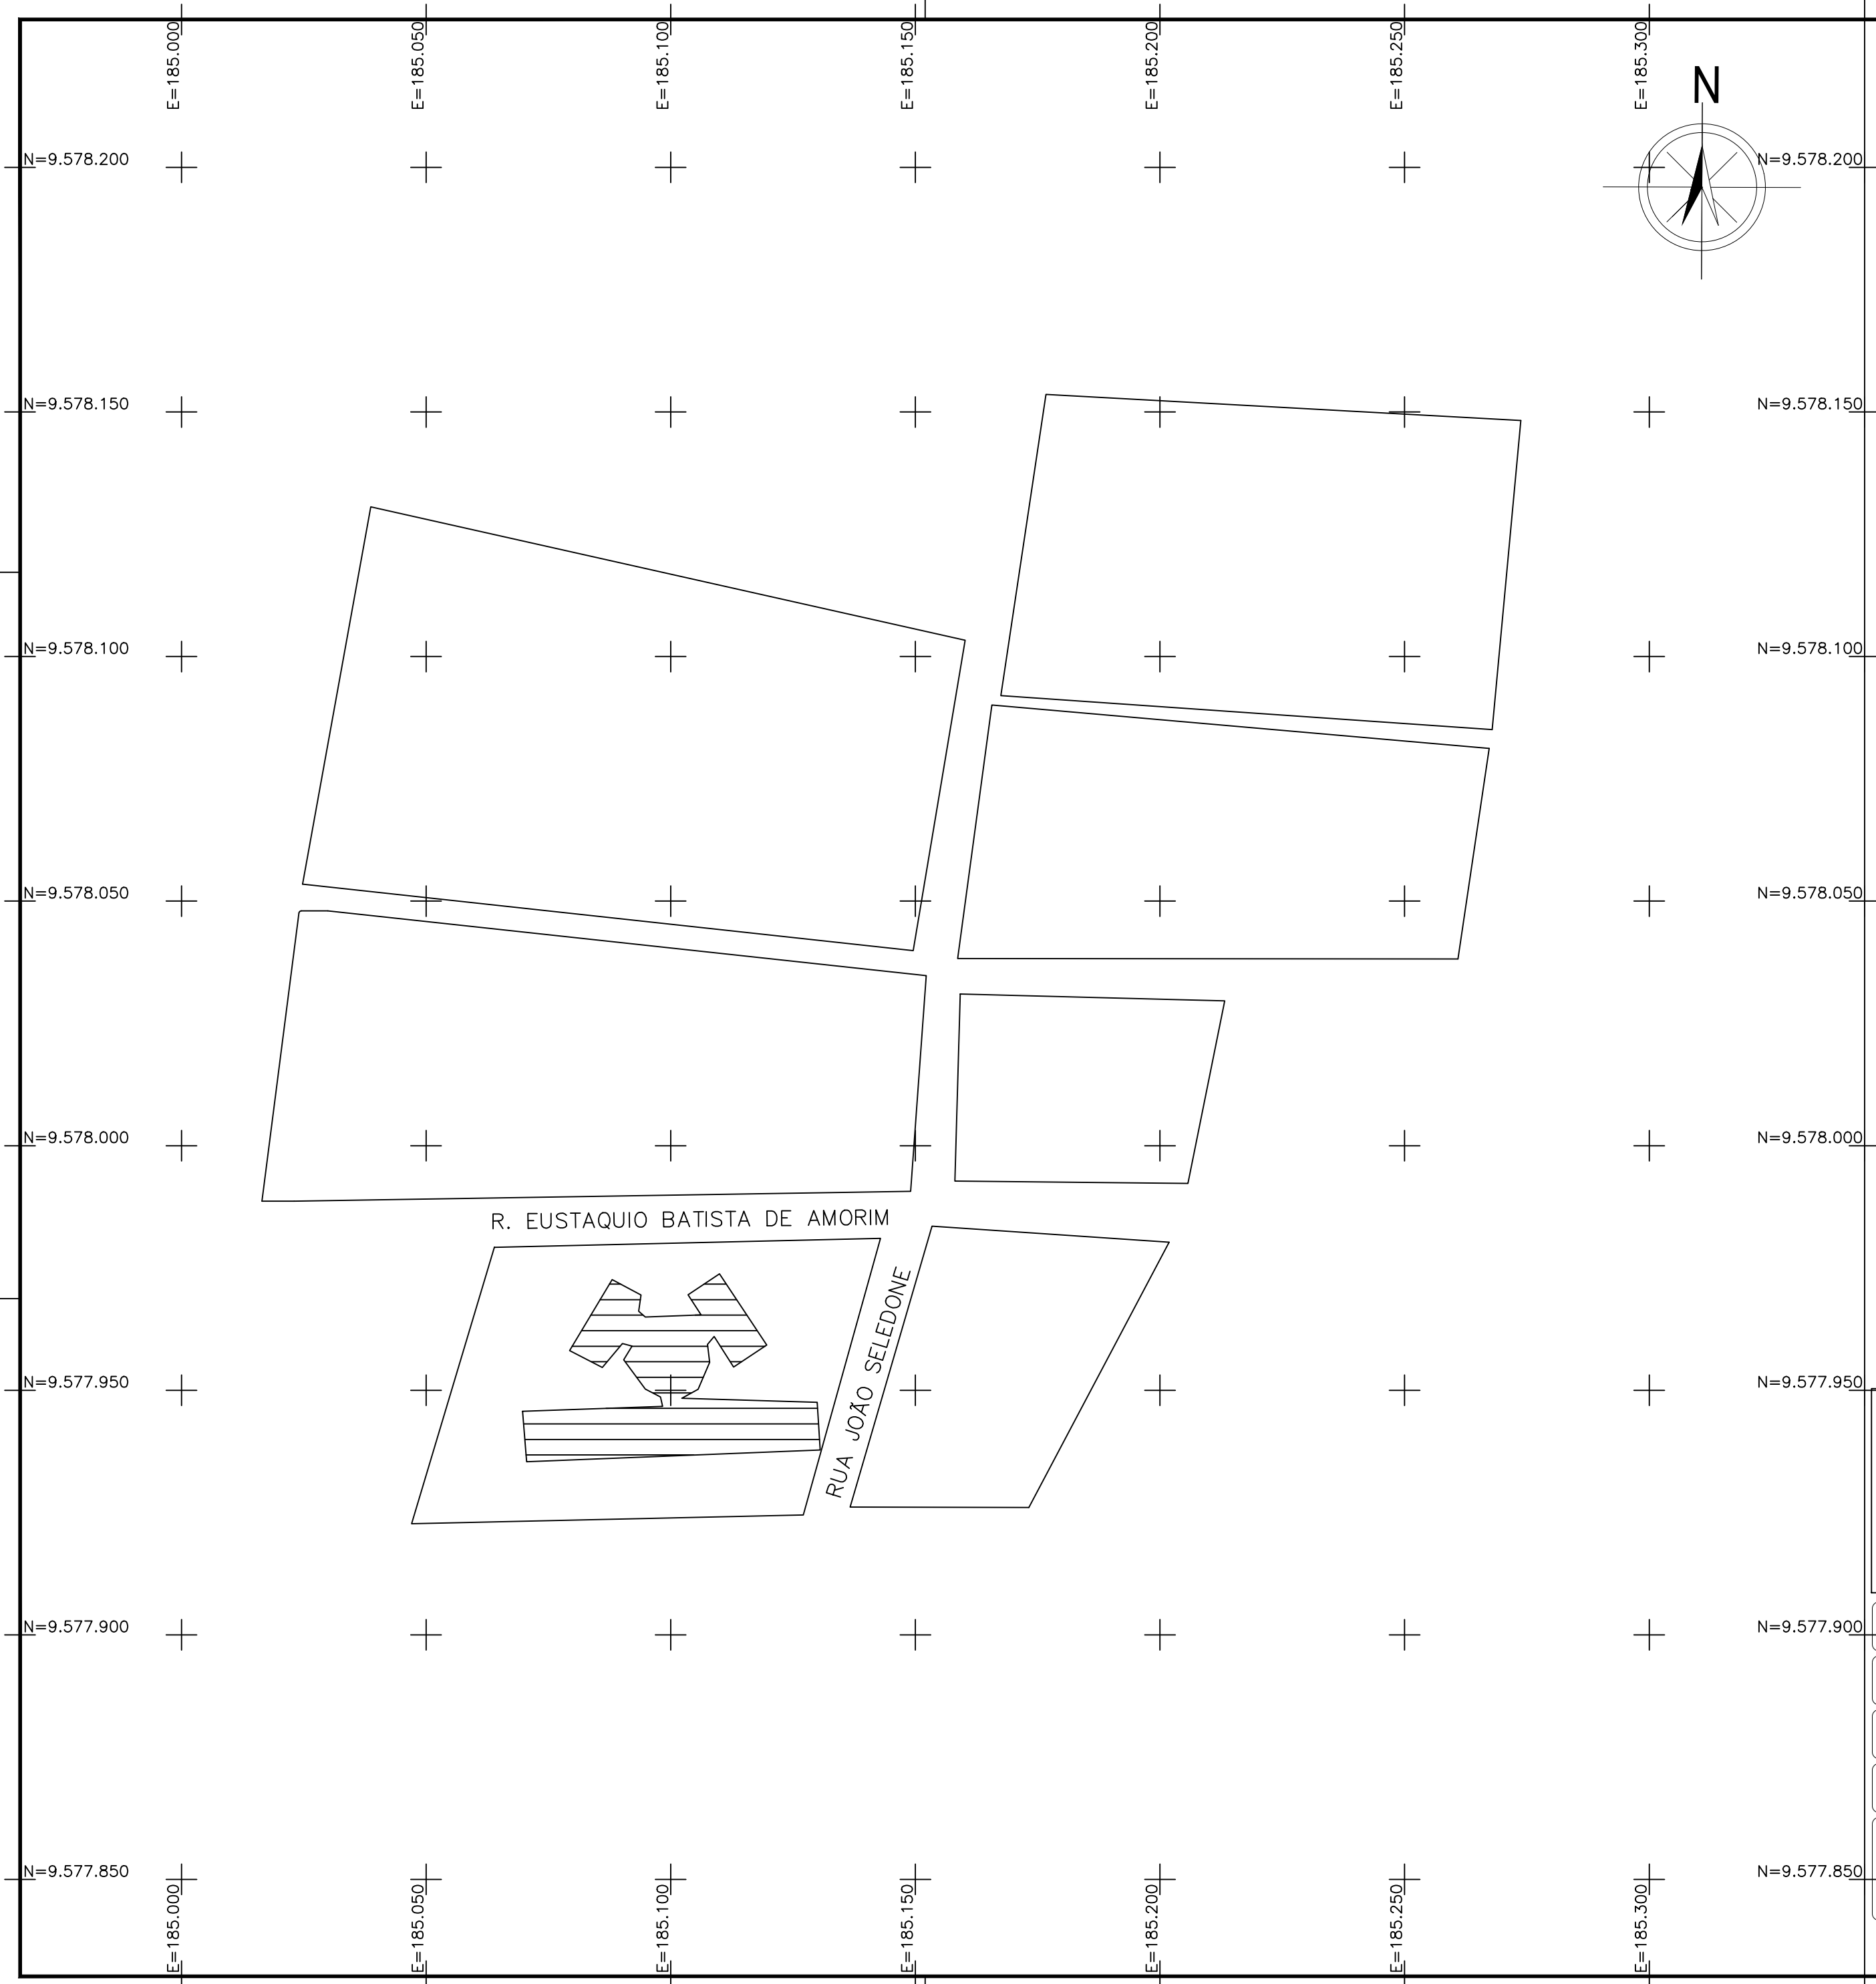 E=185.000
E=185.050
E=185.100
E=185.150
E=185.200
E=185.250
E=185.300
N
N=9.578.200
N=9.578.200
N=9.578.150
N=9.578.150
N=9.578.100
N=9.578.100
N=9.578.050
N=9.578.050
N=9.578.000
N=9.578.000
R. EUSTAQUIO BATISTA DE AMORIM
RUA JOÃO SELEDONE
N=9.577.950
N=9.577.950
N=9.577.900
N=9.577.900
N=9.577.850
N=9.577.850
E=185.000
E=185.050
E=185.100
E=185.150
E=185.200
E=185.250
E=185.300